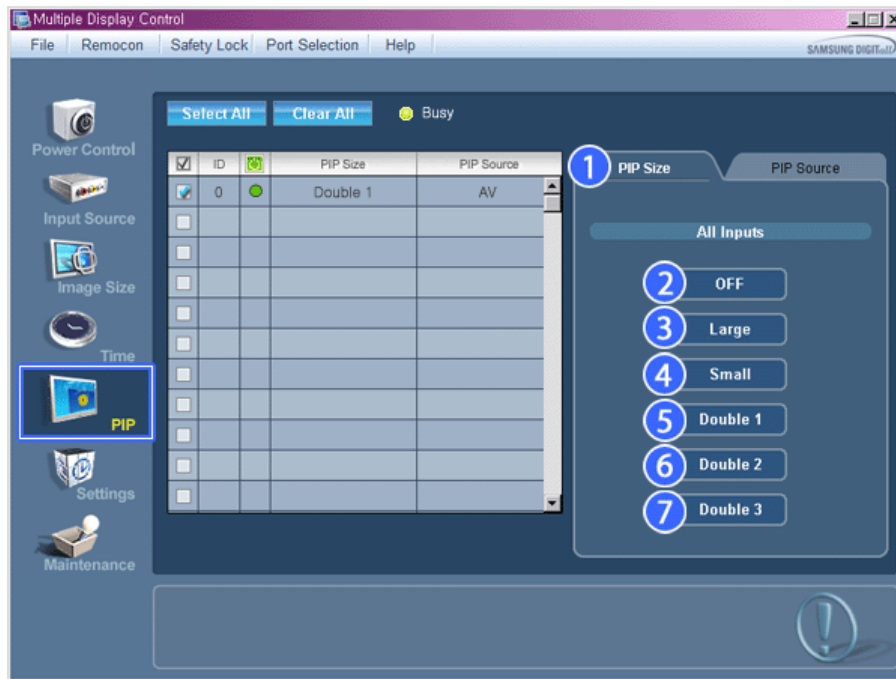 Multiple Display Control
File Remocon Safety Lock Port Selection Help
SAMSUNG DIGITall
Select All Clear All Busy
Power Control
ID PIP Size PIP Source
0 Double 1 AV
1 PIP Size PIP Source
Input Source
All Inputs
Image Size
2 OFF
3 Large
Time
4 Small
PIP
5 Double 1
6 Double 2
Settings
7 Double 3
Maintenance